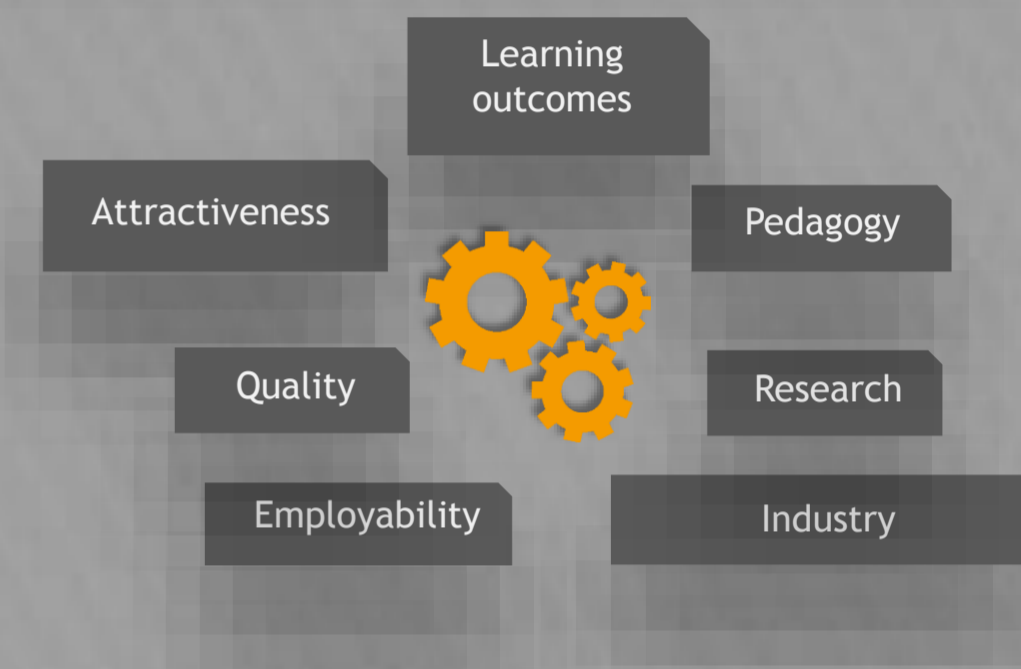 Learning
outcomes
Attractiveness
Pedagogy
Quality
Research
Employability
Industry